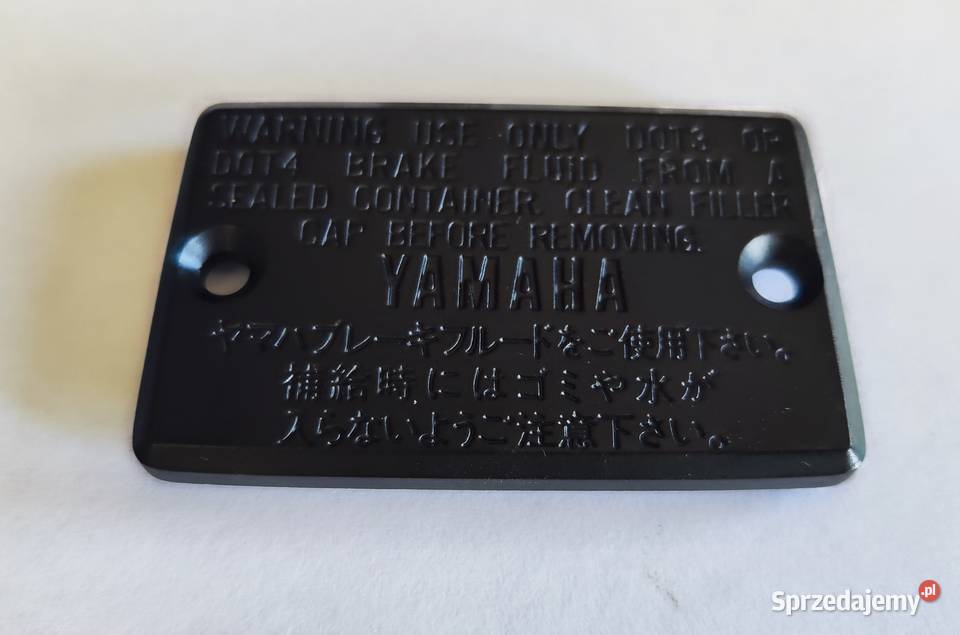 WARNING USE ONLY DOT3 OR
DOT4 BRAKE FLUID FROM A
SEALED CONTAINER. CLEAN FILLER
CAP BEFORE REMOVING.
YAMAHA
ヤマハブレーキフルードをご使用下さい。
補給時にはゴミや水が
入らないようご注意下さい。
Sprzedajemy.pl